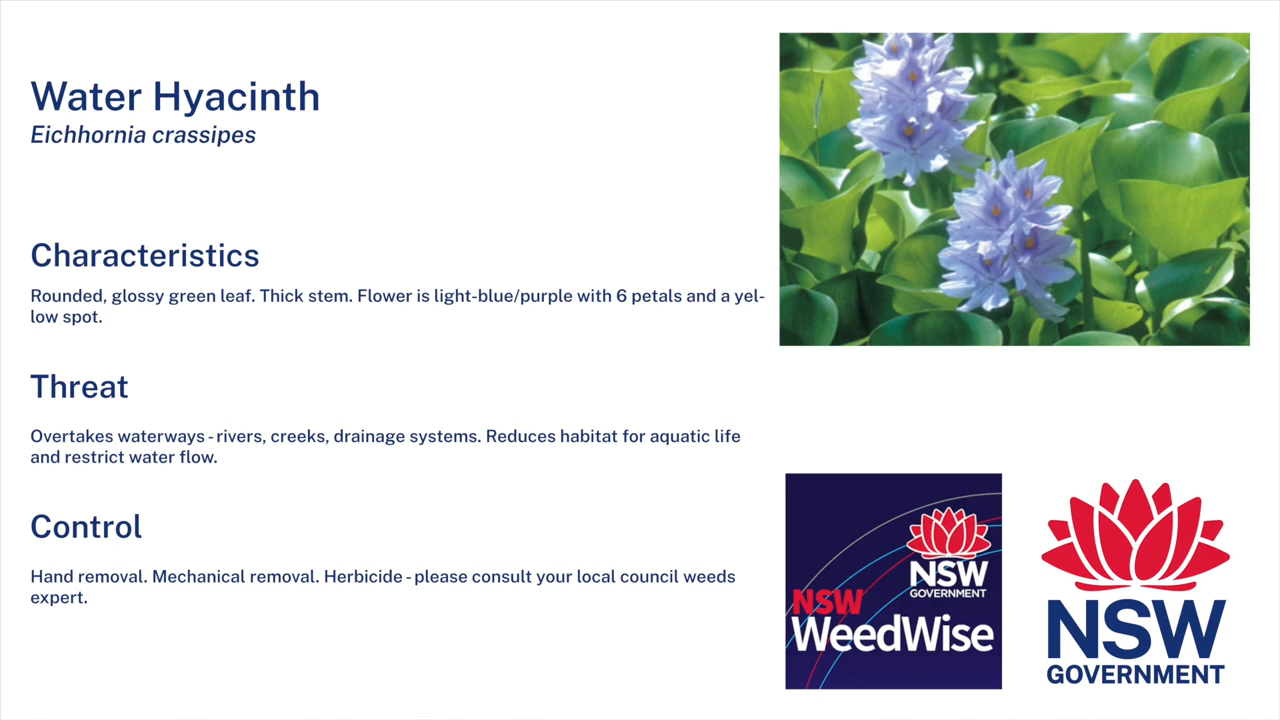 Water Hyacinth
Eichhornia crassipes
Characteristics
Rounded, glossy green leaf. Thick stem. Flower is light-blue/purple with 6 petals and a yel-
low spot.
Threat
Overtakes waterways - rivers, creeks, drainage systems. Reduces habitat for aquatic life
and restrict water flow.
Control
Hand removal. Mechanical removal. Herbicide - please consult your local council weeds
expert.
NSW
GOVERNMENT
NSW
WeedWise
NSW
GOVERNMENT